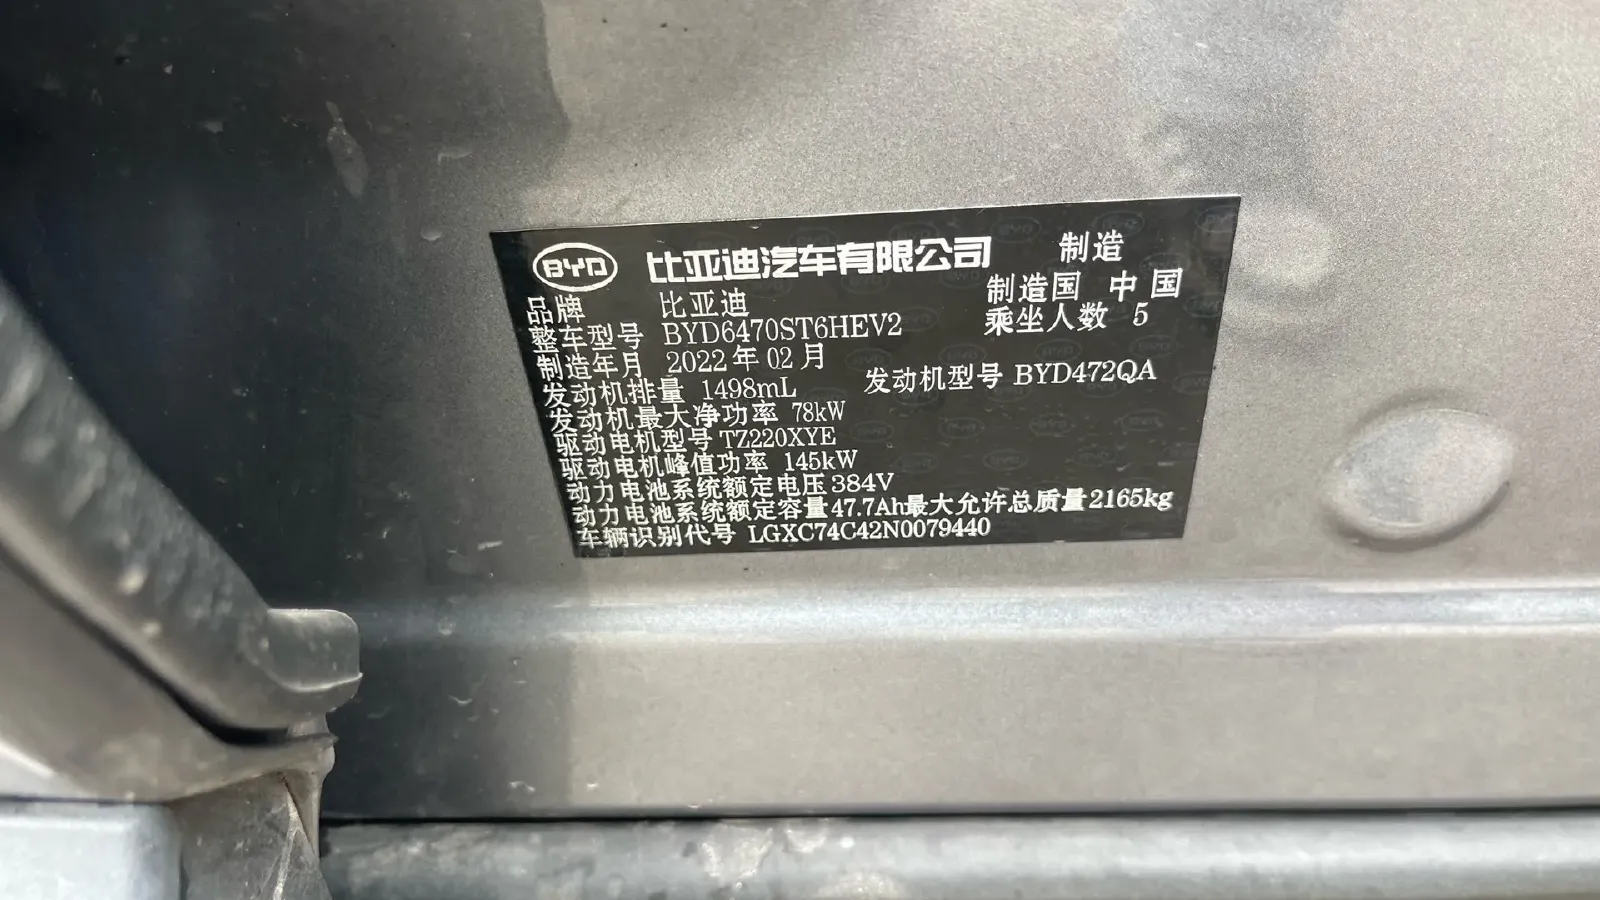 BYD 比亚迪汽车有限公司 制造
制造国 中国
品牌 比亚迪
乘坐人数 5
整车型号 BYD6470ST6HEV2
制造年月 2022年02月
发动机排量 1498mL 发动机型号 BYD472QA
发动机最大净功率 78kW
驱动电机型号 TZ220XYE
驱动电机峰值功率 145kW
动力电池系统额定电压 384V
动力电池系统额定容量 47.7Ah 最大允许总质量 2165kg
车辆识别代号 LGXC74C42N0079440